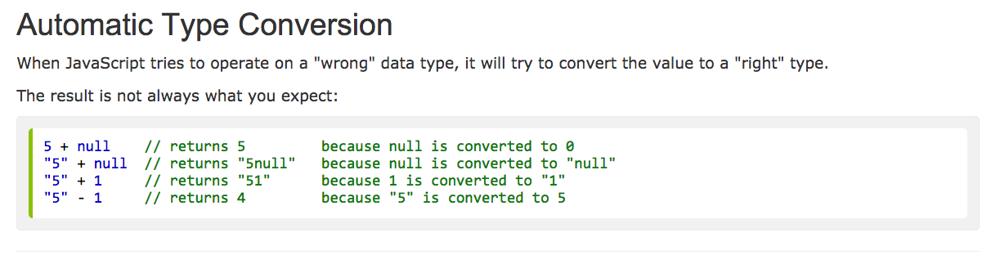 Automatic Type Conversion
When JavaScript tries to operate on a "wrong" data type, it will try to convert the value to a "right" type.
The result is not always what you expect:
5 + null    // returns 5         because null is converted to 0
"5" + null  // returns "5null"   because null is converted to "null"
"5" + 1     // returns "51"      because 1 is converted to "1"
"5" - 1     // returns 4         because "5" is converted to 5